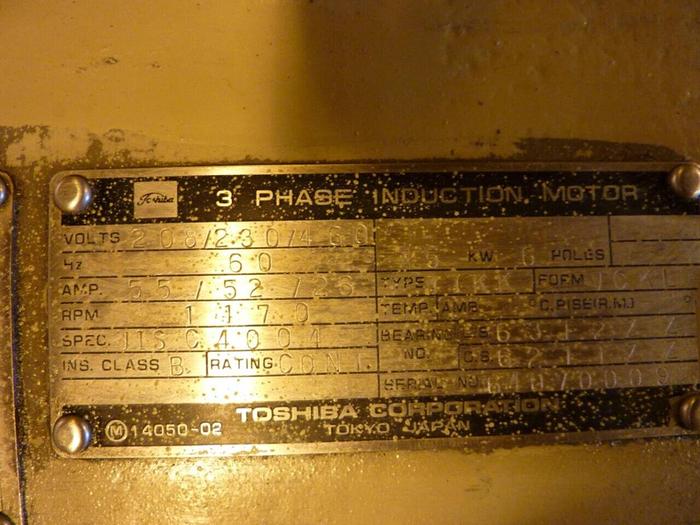 Toshiba 3 PHASE INDUCTION MOTOR
VOLTS 208/230/460
Hz 60 KW 6 POLES
AMP. 55/52/26 TYPE FORM
RPM 1170 TEMP. AMB. °C. RISE(R.M.) °
SPEC. JISC4004 BEARING
INS. CLASS B RATING CONT. NO. O.S.
SERIAL NO.
TOSHIBA CORPORATION
M 14050-02 TOKYO JAPAN